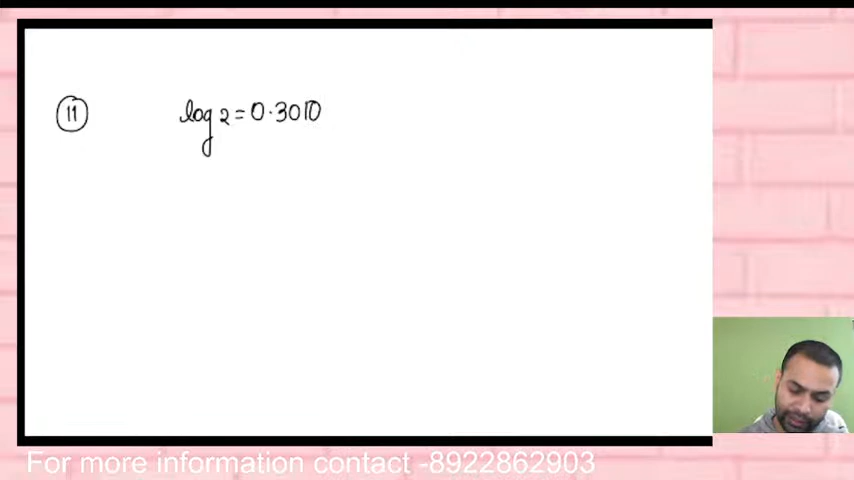 11 log 2 = 0.3010
For more information contact -8922862903